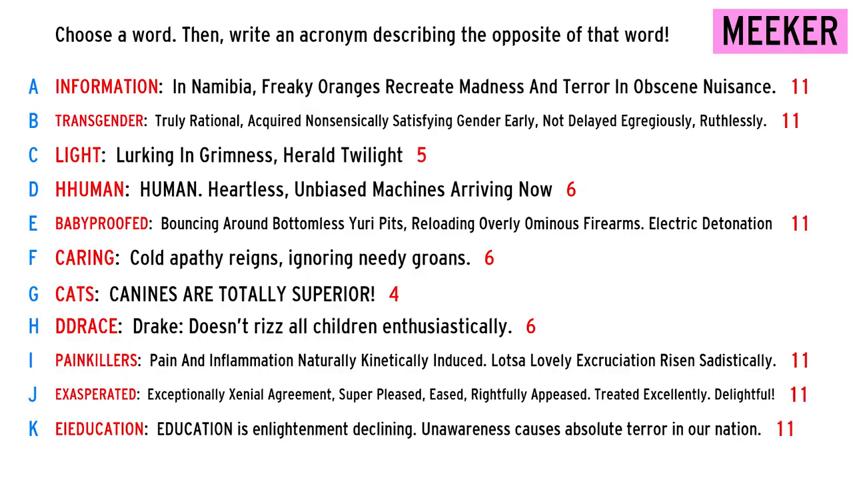 Choose a word. Then, write an acronym describing the opposite of that word!
MEEKER
A INFORMATION: In Namibia, Freaky Oranges Recreate Madness And Terror In Obscene Nuisance. 11
B TRANSGENDER: Truly Rational, Acquired Nonsensically Satisfying Gender Early, Not Delayed Egregiously, Ruthlessly. 11
C LIGHT: Lurking In Grimness, Herald Twilight 5
D HHUMAN: HUMAN. Heartless, Unbiased Machines Arriving Now 6
E BABYPROOFED: Bouncing Around Bottomless Yuri Pits, Reloading Overly Ominous Firearms. Electric Detonation 11
F CARING: Cold apathy reigns, ignoring needy groans. 6
G CATS: CANINES ARE TOTALLY SUPERIOR! 4
H DDRACE: Drake: Doesn't rizz all children enthusiastically. 6
I PAINKILLERS: Pain And Inflammation Naturally Kinetically Induced. Lotsa Lovely Excruciation Risen Sadistically. 11
J EXASPERATED: Exceptionally Xenial Agreement, Super Pleased, Eased, Rightfully Appeased. Treated Excellently. Delightful! 11
K EIEDUCATION: EDUCATION is enlightenment declining. Unawareness causes absolute terror in our nation. 11